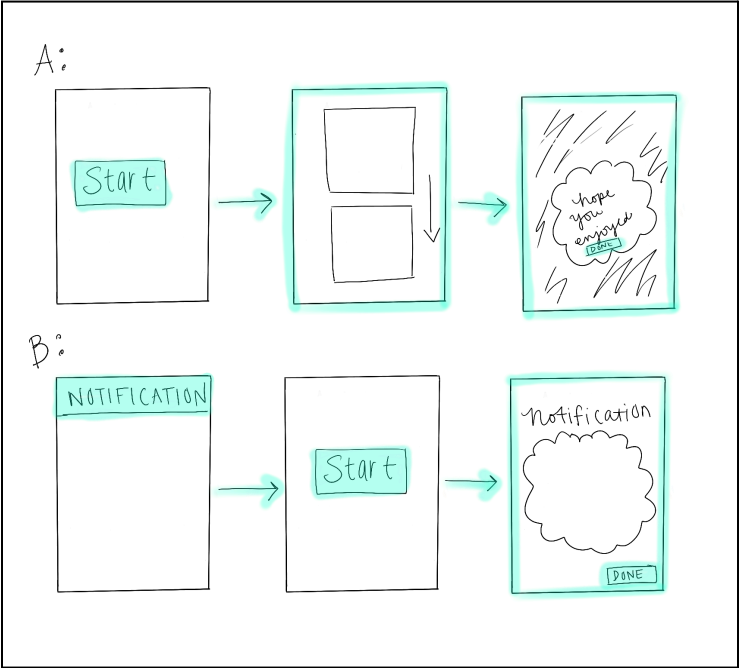 A:
Start
hope
you
enjoyed
DONE
B:
NOTIFICATION
Start
Notification
DONE